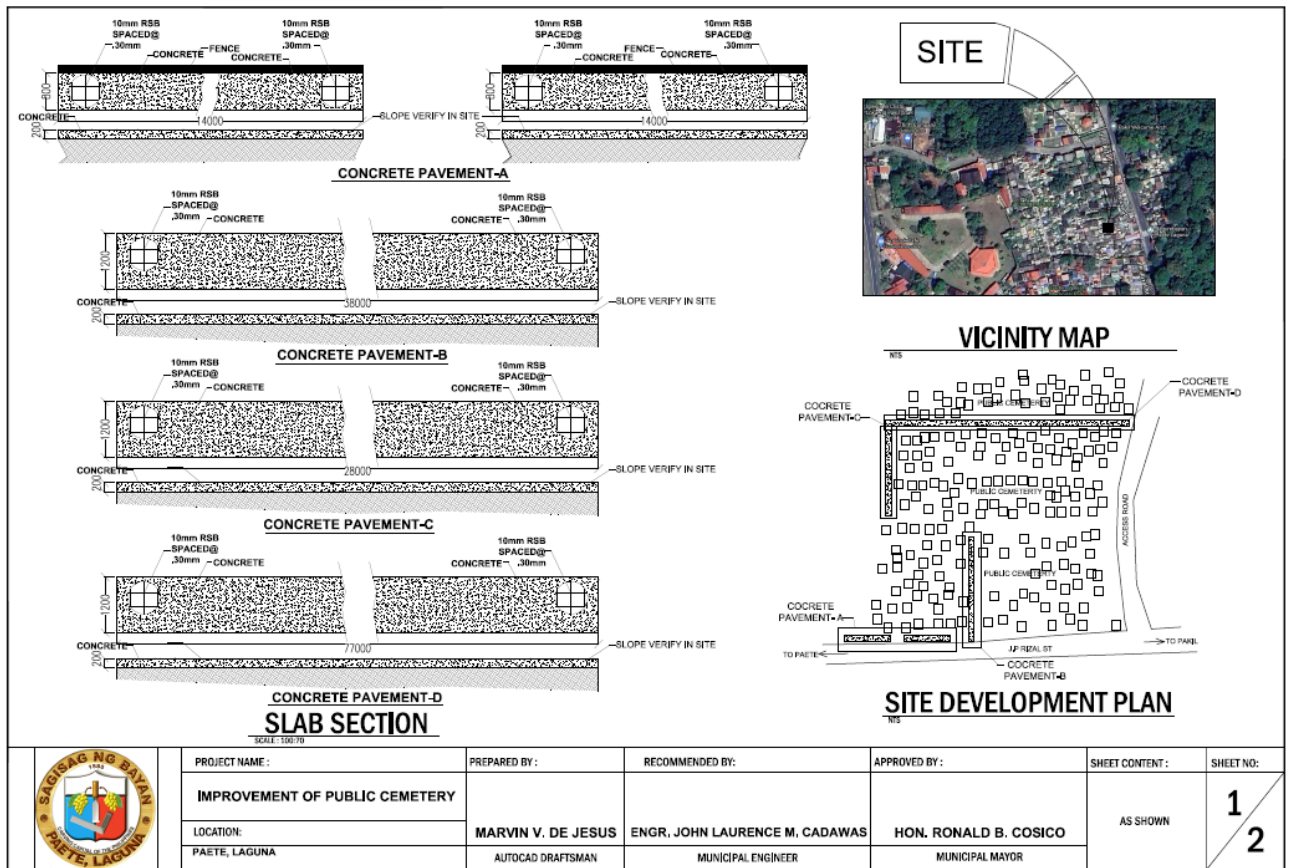 10mm RSB
SPACED@
.30mm
CONCRETE
FENCE
CONCRETE
10mm RSB
SPACED@
.30mm
800
14000
CONCRETE
200
SLOPE VERIFY IN SITE
10mm RSB
SPACED@
.30mm
CONCRETE
FENCE
CONCRETE
10mm RSB
SPACED@
.30mm
800
14000
200
CONCRETE PAVEMENT-A
10mm RSB
SPACED@
.30mm
CONCRETE
10mm RSB
SPACED@
.30mm
CONCRETE
1200
38000
CONCRETE
200
SLOPE VERIFY IN SITE
CONCRETE PAVEMENT-B
10mm RSB
SPACED@
.30mm
CONCRETE
10mm RSB
SPACED@
.30mm
CONCRETE
1200
28000
CONCRETE
200
SLOPE VERIFY IN SITE
CONCRETE PAVEMENT-C
10mm RSB
SPACED@
.30mm
CONCRETE
10mm RSB
SPACED@
.30mm
CONCRETE
1200
77000
CONCRETE
200
SLOPE VERIFY IN SITE
CONCRETE PAVEMENT-D
SLAB SECTION
SCALE : 100:70
SITE
VICINITY MAP
NTS
COCRETE
PAVEMENT-C
COCRETE
PAVEMENT-D
PUBLIC CEMETERTY
PUBLIC CEMETERTY
PUBLIC CEMETERTY
ACCESS ROAD
COCRETE
PAVEMENT-A
TO PAETE
J.P RIZAL ST
TO PAKIL
COCRETE
PAVEMENT-B
SITE DEVELOPMENT PLAN
NTS
SAGISAG NG BAYAN
1580
PAETE, LAGUNA
PROJECT NAME :
IMPROVEMENT OF PUBLIC CEMETERY
LOCATION:
PAETE, LAGUNA
PREPARED BY :
MARVIN V. DE JESUS
AUTOCAD DRAFTSMAN
RECOMMENDED BY:
ENGR, JOHN LAURENCE M. CADAWAS
MUNICIPAL ENGINEER
APPROVED BY :
HON. RONALD B. COSICO
MUNICIPAL MAYOR
SHEET CONTENT :
AS SHOWN
SHEET NO:
1
2